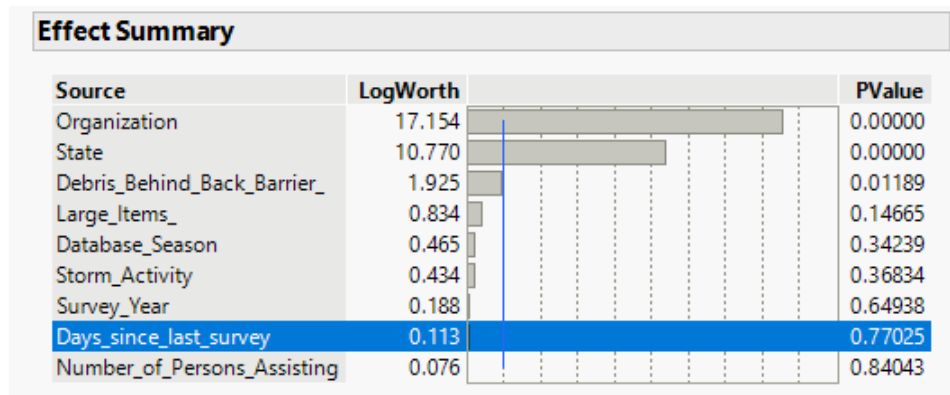 Effect Summary
Source LogWorth PValue
Organization 17.154 0.00000
State 10.770 0.00000
Debris_Behind_Back_Barrier_ 1.925 0.01189
Large_Items_ 0.834 0.14665
Database_Season 0.465 0.34239
Storm_Activity 0.434 0.36834
Survey_Year 0.188 0.64938
Days_since_last_survey 0.113 0.77025
Number_of_Persons_Assisting 0.076 0.84043